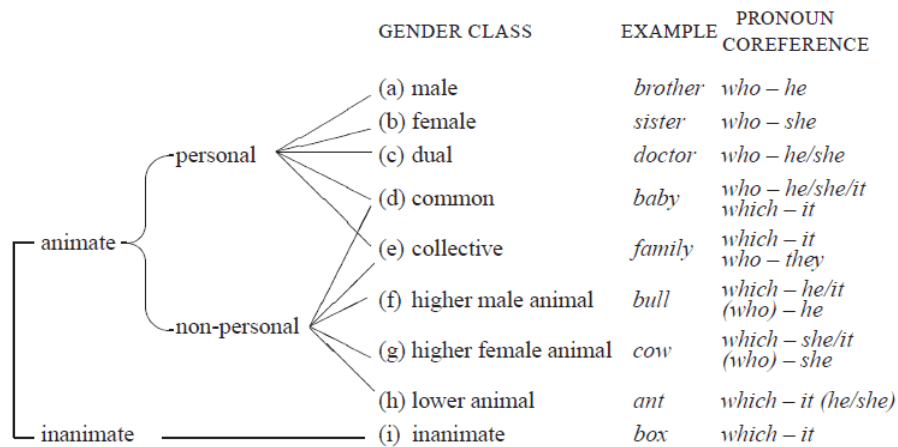 GENDER CLASS EXAMPLE PRONOUN COREFERENCE
(a) male brother who – he
(b) female sister who – she
personal (c) dual doctor who – he/she
(d) common baby who – he/she/it
which – it
animate (e) collective family which – it
who – they
(f) higher male animal bull which – he/it
(who) – he
non-personal (g) higher female animal cow which – she/it
(who) – she
(h) lower animal ant which – it (he/she)
inanimate (i) inanimate box which – it